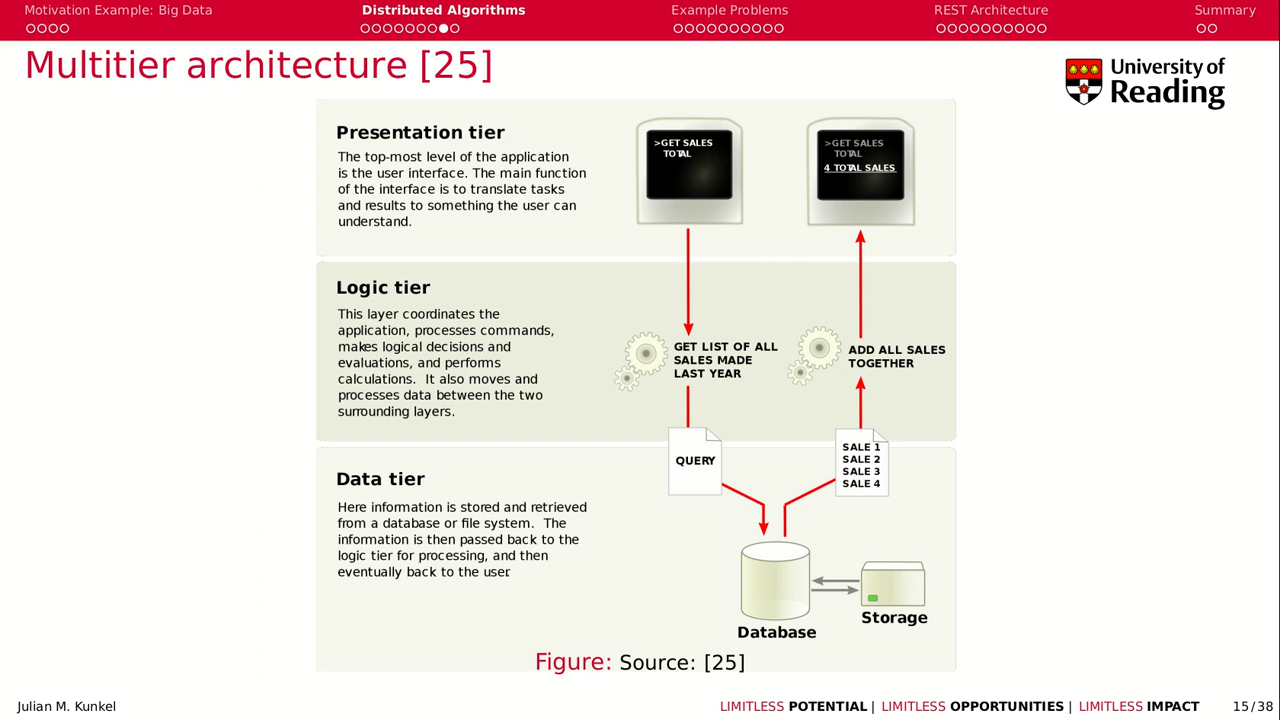 Motivation Example: Big Data
Distributed Algorithms
Example Problems
REST Architecture
Summary
Multitier architecture [25]
University of
Reading
Presentation tier
The top-most level of the application
is the user interface. The main function
of the interface is to translate tasks
and results to something the user can
understand.
>GET SALES
TOTAL
>GET SALES
TOTAL
4 TOTAL SALES
Logic tier
This layer coordinates the
application, processes commands,
makes logical decisions and
evaluations, and performs
calculations. It also moves and
processes data between the two
surrounding layers.
GET LIST OF ALL
SALES MADE
LAST YEAR
ADD ALL SALES
TOGETHER
QUERY
SALE 1
SALE 2
SALE 3
SALE 4
Data tier
Here information is stored and retrieved
from a database or file system. The
information is then passed back to the
logic tier for processing, and then
eventually back to the user.
Database
Storage
Figure: Source: [25]
Julian M. Kunkel
LIMITLESS POTENTIAL | LIMITLESS OPPORTUNITIES | LIMITLESS IMPACT
15/38